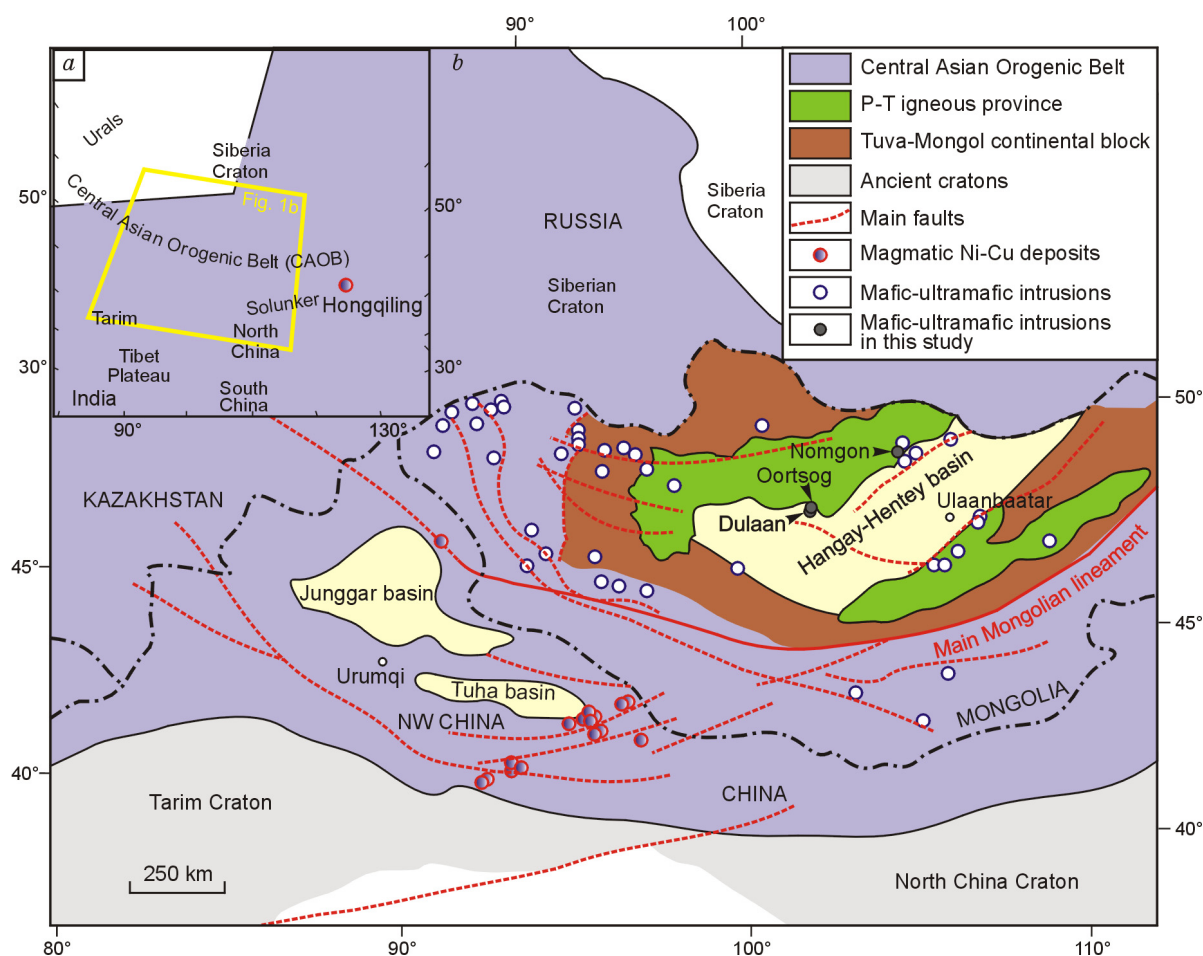 90°
100°
a
b
Urals
Siberia
Craton
50°
50°
Fig. 1b
Central Asian Orogenic Belt (CAOB)
Solunker
Hongqiling
Tarim
North
China
Tibet
Plateau
30°
30°
India
South
China
90°
130°
Central Asian Orogenic Belt
P-T igneous province
Tuva-Mongol continental block
Ancient cratons
Main faults
Magmatic Ni-Cu deposits
Mafic-ultramafic intrusions
Mafic-ultramafic intrusions
in this study
Siberia
Craton
RUSSIA
Siberian
Craton
50°
Nomgon
Oortsog
Dulaan
Hangay-Hentey basin
Ulaanbaatar
KAZAKHSTAN
45°
45°
Junggar basin
Main Mongolian lineament
Urumqi
Tuha basin
NW CHINA
MONGOLIA
40°
40°
CHINA
Tarim Craton
250 km
North China Craton
80°
90°
100°
110°